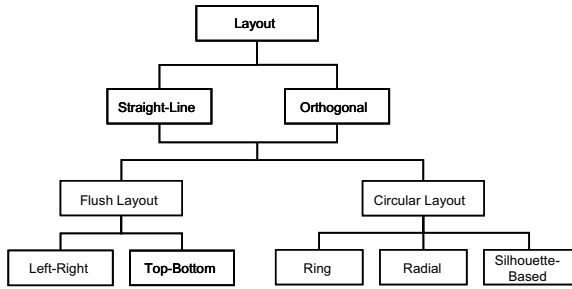 Layout
Straight-Line
Orthogonal
Flush Layout
Circular Layout
Left-Right
Top-Bottom
Ring
Radial
Silhouette-
Based